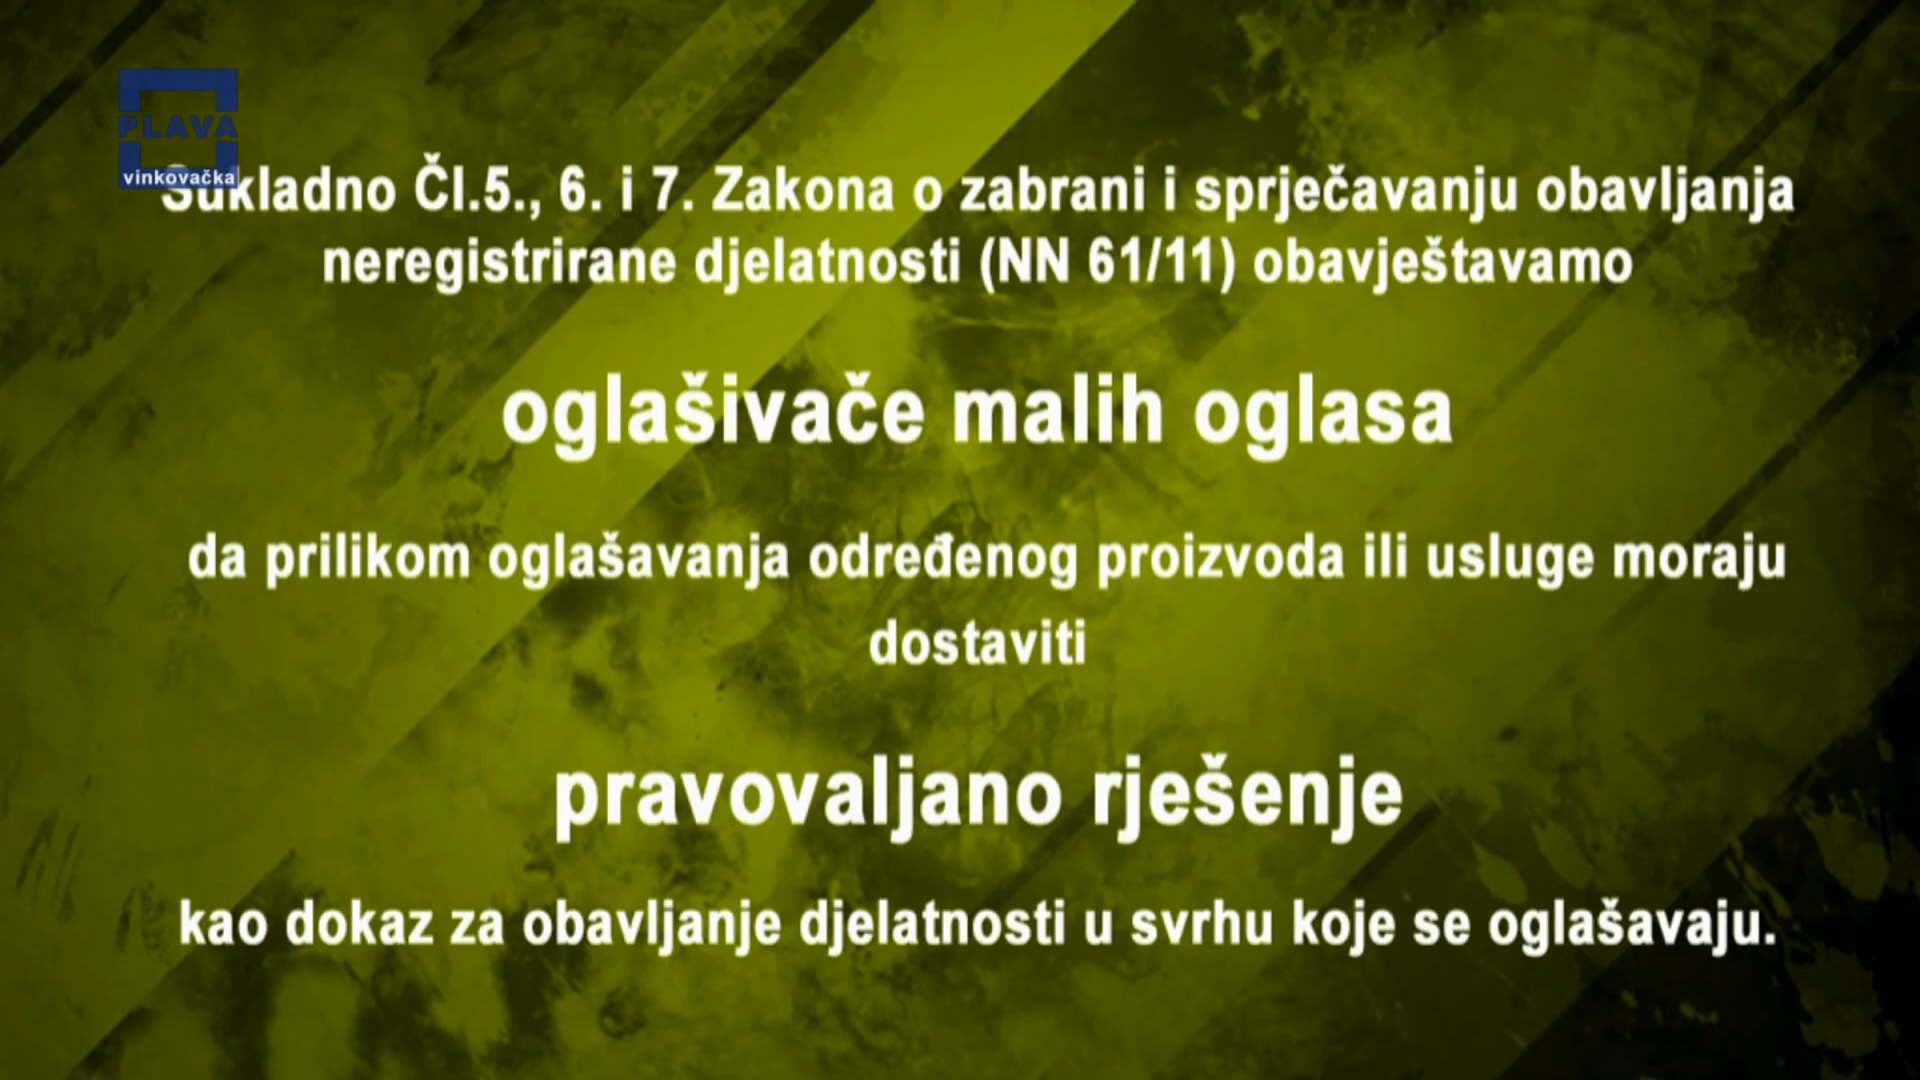 PLAVA
vinkovačka
Sukladno Čl.5., 6. i 7. Zakona o zabrani i sprječavanju obavljanja
neregistrirane djelatnosti (NN 61/11) obavještavamo
oglašivače malih oglasa
da prilikom oglašavanja određenog proizvoda ili usluge moraju
dostaviti
pravovaljano rješenje
kao dokaz za obavljanje djelatnosti u svrhu koje se oglašavaju.